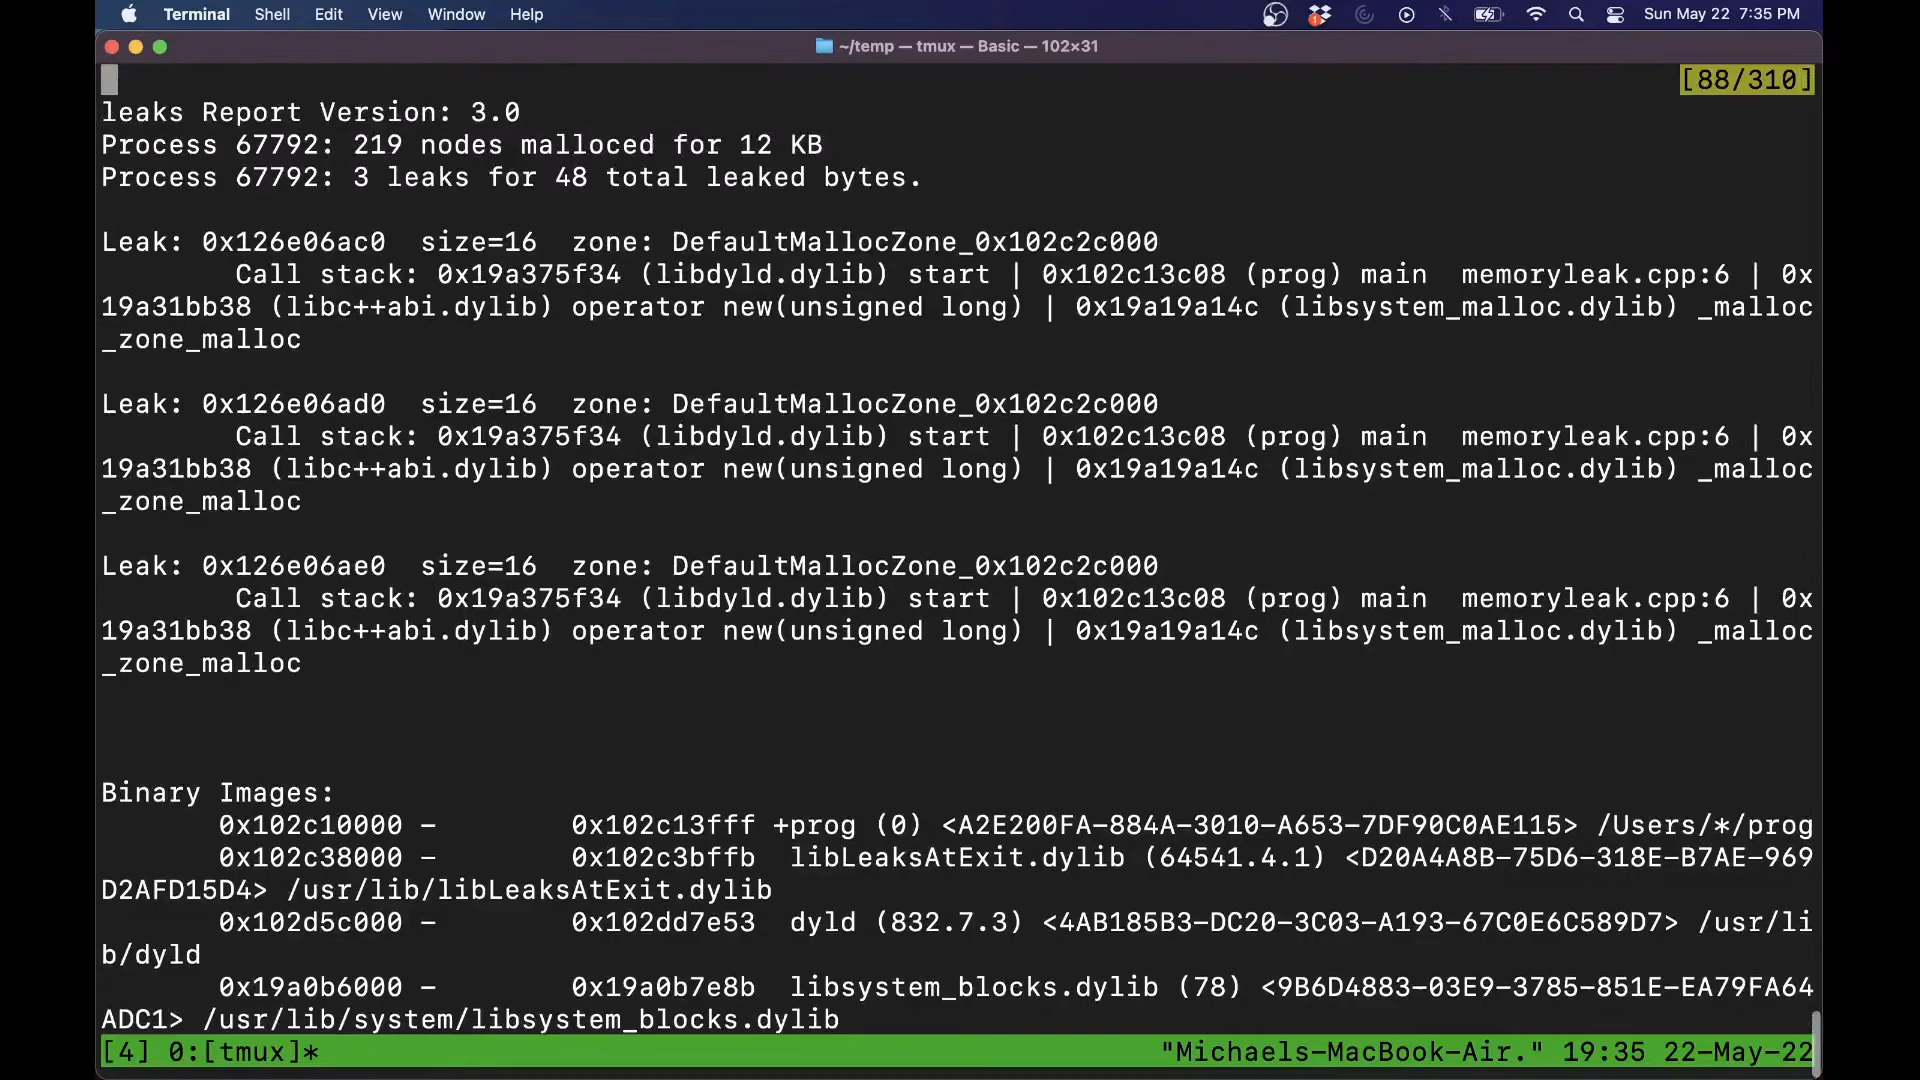 Terminal Shell Edit View Window Help 1 Sun May 22 7:35 PM
~/temp — tmux — Basic — 102×31
[88/310]
leaks Report Version: 3.0
Process 67792: 219 nodes malloced for 12 KB
Process 67792: 3 leaks for 48 total leaked bytes.
Leak: 0x126e06ac0  size=16  zone: DefaultMallocZone_0x102c2c000
        Call stack: 0x19a375f34 (libdyld.dylib) start | 0x102c13c08 (prog) main  memoryleak.cpp:6 | 0x
19a31bb38 (libc++abi.dylib) operator new(unsigned long) | 0x19a19a14c (libsystem_malloc.dylib) _malloc
_zone_malloc
Leak: 0x126e06ad0  size=16  zone: DefaultMallocZone_0x102c2c000
        Call stack: 0x19a375f34 (libdyld.dylib) start | 0x102c13c08 (prog) main  memoryleak.cpp:6 | 0x
19a31bb38 (libc++abi.dylib) operator new(unsigned long) | 0x19a19a14c (libsystem_malloc.dylib) _malloc
_zone_malloc
Leak: 0x126e06ae0  size=16  zone: DefaultMallocZone_0x102c2c000
        Call stack: 0x19a375f34 (libdyld.dylib) start | 0x102c13c08 (prog) main  memoryleak.cpp:6 | 0x
19a31bb38 (libc++abi.dylib) operator new(unsigned long) | 0x19a19a14c (libsystem_malloc.dylib) _malloc
_zone_malloc
Binary Images:
       0x102c10000 -        0x102c13fff +prog (0) <A2E200FA-884A-3010-A653-7DF90C0AE115> /Users/*/prog
       0x102c38000 -        0x102c3bffb  libLeaksAtExit.dylib (64541.4.1) <D20A4A8B-75D6-318E-B7AE-969
D2AFD15D4> /usr/lib/libLeaksAtExit.dylib
       0x102d5c000 -        0x102dd7e53  dyld (832.7.3) <4AB185B3-DC20-3C03-A193-67C0E6C589D7> /usr/li
b/dyld
       0x19a0b6000 -        0x19a0b7e8b  libsystem_blocks.dylib (78) <9B6D4883-03E9-3785-851E-EA79FA64
ADC1> /usr/lib/system/libsystem_blocks.dylib
[4] 0:[tmux]* "Michaels-MacBook-Air." 19:35 22-May-22